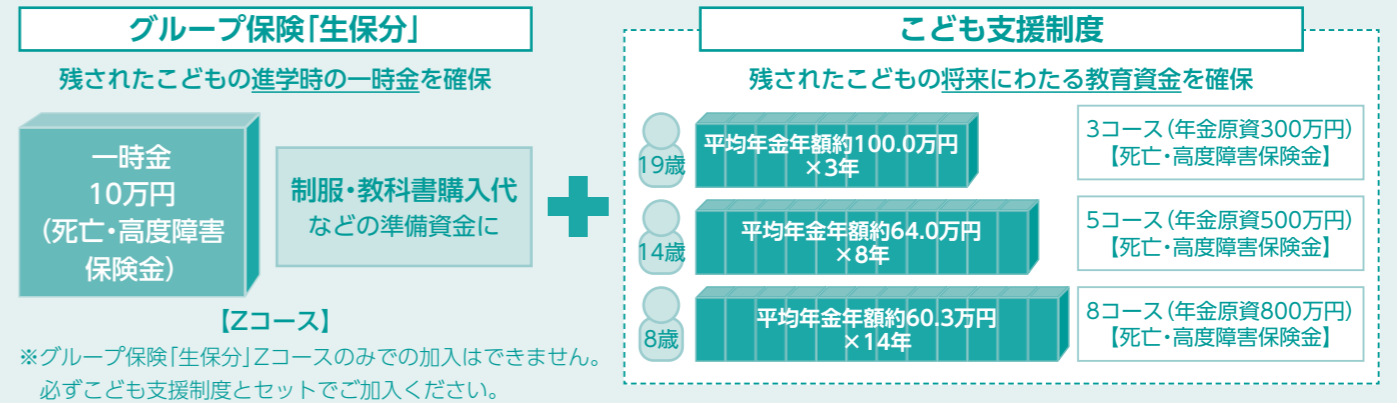 グループ保険「生保分」
残されたこどもの進学時の一時金を確保
一時金
10万円
(死亡・高度障害
保険金)
制服・教科書購入代
などの準備資金に
【Zコース】
※グループ保険「生保分」Zコースのみでの加入はできません。
必ずこども支援制度とセットでご加入ください。
こども支援制度
残されたこどもの将来にわたる教育資金を確保
19歳
平均年金年額約100.0万円
×3年
3コース(年金原資300万円)
【死亡・高度障害保険金】
14歳
平均年金年額約64.0万円
×8年
5コース(年金原資500万円)
【死亡・高度障害保険金】
8歳
平均年金年額約60.3万円
×14年
8コース(年金原資800万円)
【死亡・高度障害保険金】